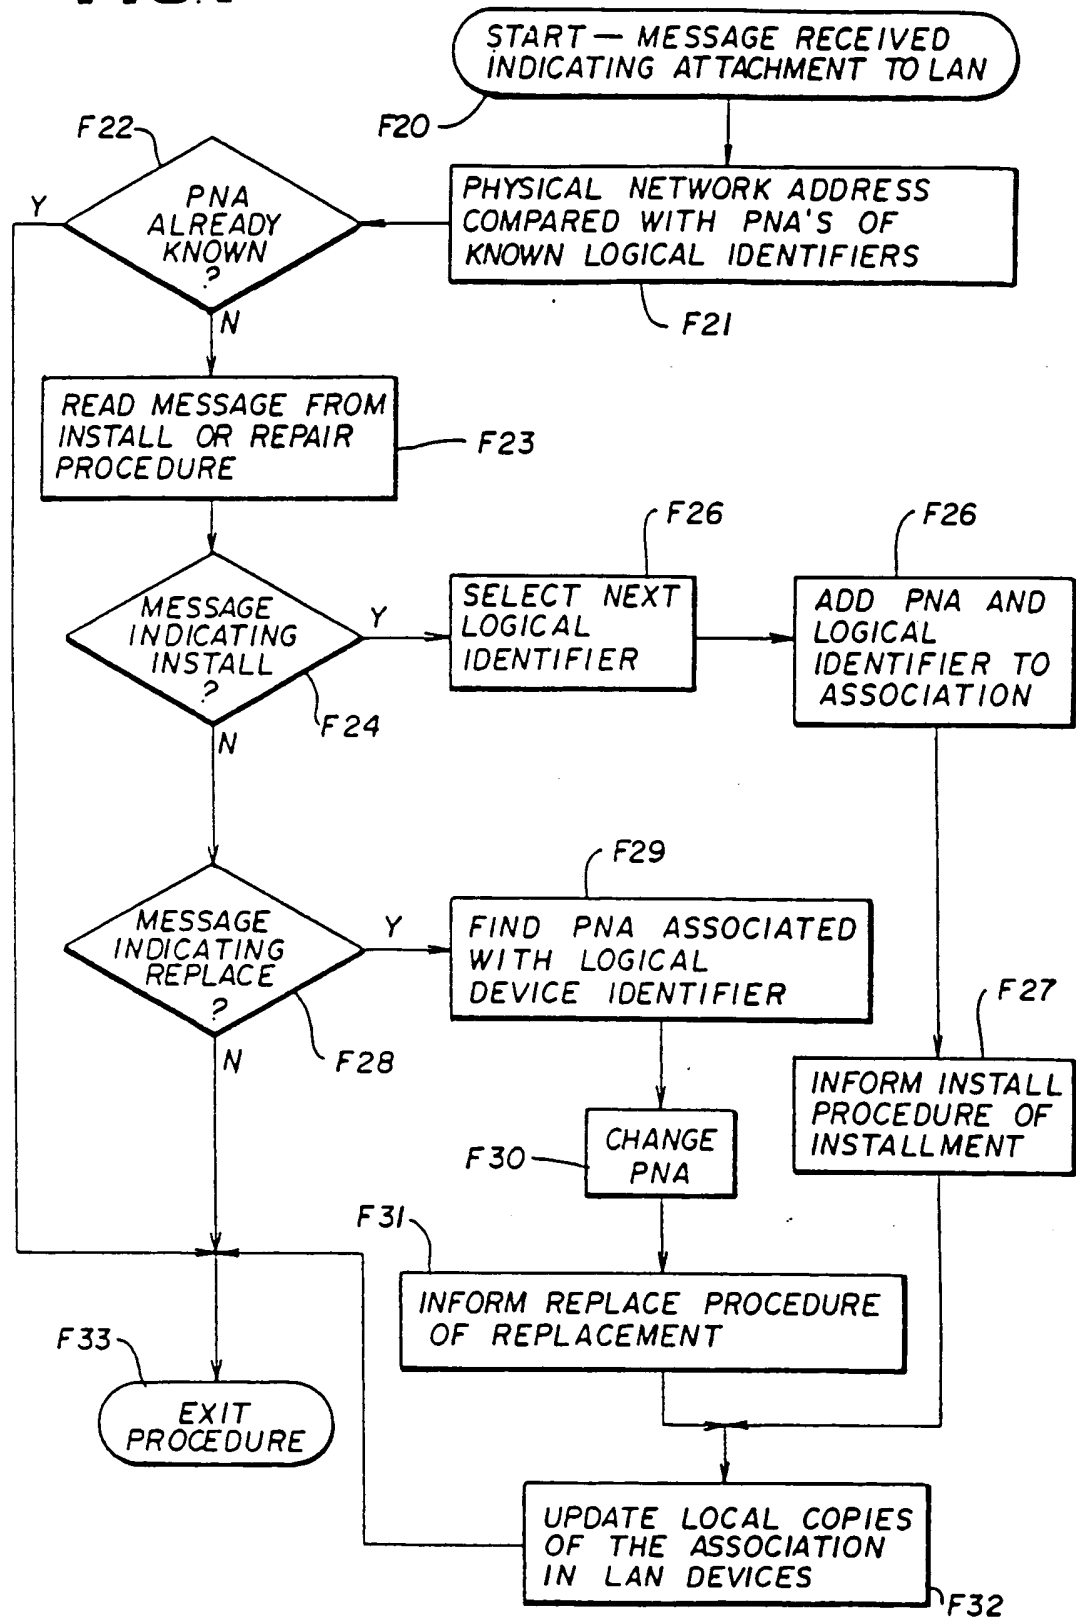 START — MESSAGE RECEIVED
INDICATING ATTACHMENT TO LAN
F20
F22
PHYSICAL NETWORK ADDRESS
COMPARED WITH PNA'S OF
KNOWN LOGICAL IDENTIFIERS
F21
PNA
ALREADY
KNOWN
?
Y
N
READ MESSAGE FROM
INSTALL OR REPAIR
PROCEDURE
F23
MESSAGE
INDICATING
INSTALL
?
F24
Y
N
F26
SELECT NEXT
LOGICAL
IDENTIFIER
F26
ADD PNA AND
LOGICAL
IDENTIFIER TO
ASSOCIATION
MESSAGE
INDICATING
REPLACE
?
F28
Y
N
F29
FIND PNA ASSOCIATED
WITH LOGICAL
DEVICE IDENTIFIER
F27
INFORM INSTALL
PROCEDURE OF
INSTALLMENT
F30
CHANGE
PNA
F31
INFORM REPLACE PROCEDURE
OF REPLACEMENT
F33
EXIT
PROCEDURE
UPDATE LOCAL COPIES
OF THE ASSOCIATION
IN LAN DEVICES
F32